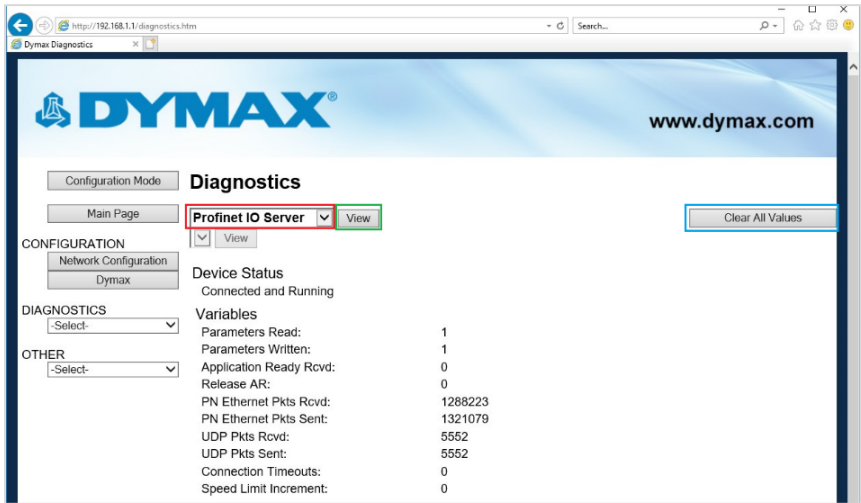 http://192.168.1.1/diagnostics.htm
Search...
Dymax Diagnostics
DYMAX®
www.dymax.com
Configuration Mode
Diagnostics
Main Page
Profinet IO Server
View
Clear All Values
View
CONFIGURATION
Network Configuration
Dymax
Device Status
Connected and Running
DIAGNOSTICS
-Select-
OTHER
-Select-
Variables
Parameters Read: 1
Parameters Written: 1
Application Ready Rcvd: 0
Release AR: 0
PN Ethernet Pkts Rcvd: 1288223
PN Ethernet Pkts Sent: 1321079
UDP Pkts Rcvd: 5552
UDP Pkts Sent: 5552
Connection Timeouts: 0
Speed Limit Increment: 0